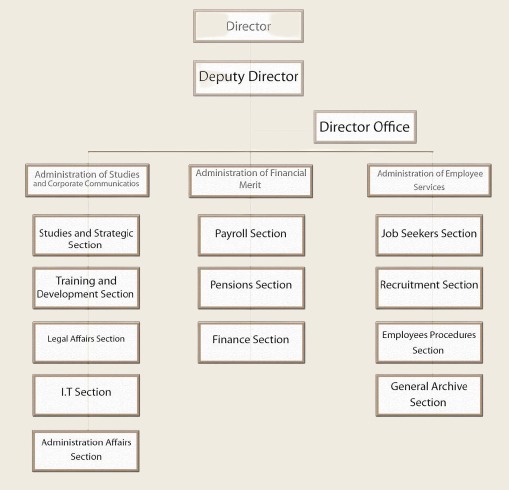 Director
Deputy Director
Director Office
Administration of Studies
and Corporate Communicatios
Administration of Financial
Merit
Administration of Employee
Services
Studies and Strategic
Section
Payroll Section
Job Seekers Section
Training and
Development Section
Pensions Section
Recruitment Section
Legal Affairs Section
Finance Section
Employees Procedures
Section
I.T Section
General Archive
Section
Administration Affairs
Section